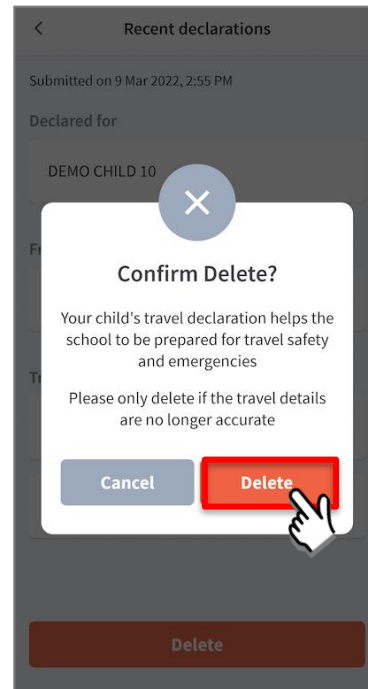 Recent declarations
Submitted on 9 Mar 2022, 2:55 PM
Declared for
DEMO CHILD 10
Confirm Delete?
Your child's travel declaration helps the
school to be prepared for travel safety
and emergencies
Please only delete if the travel details
are no longer accurate
Cancel
Delete
Delete